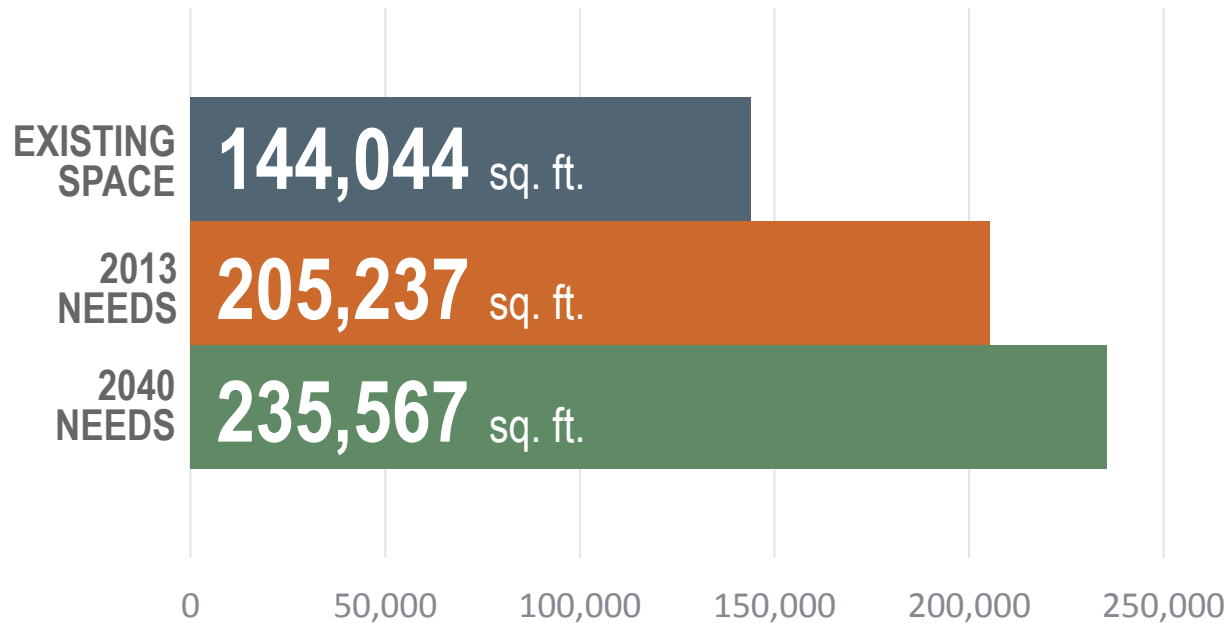 EXISTING
SPACE
144,044 sq. ft.
2013
NEEDS
205,237 sq. ft.
2040
NEEDS
235,567 sq. ft.
0 50,000 100,000 150,000 200,000 250,000